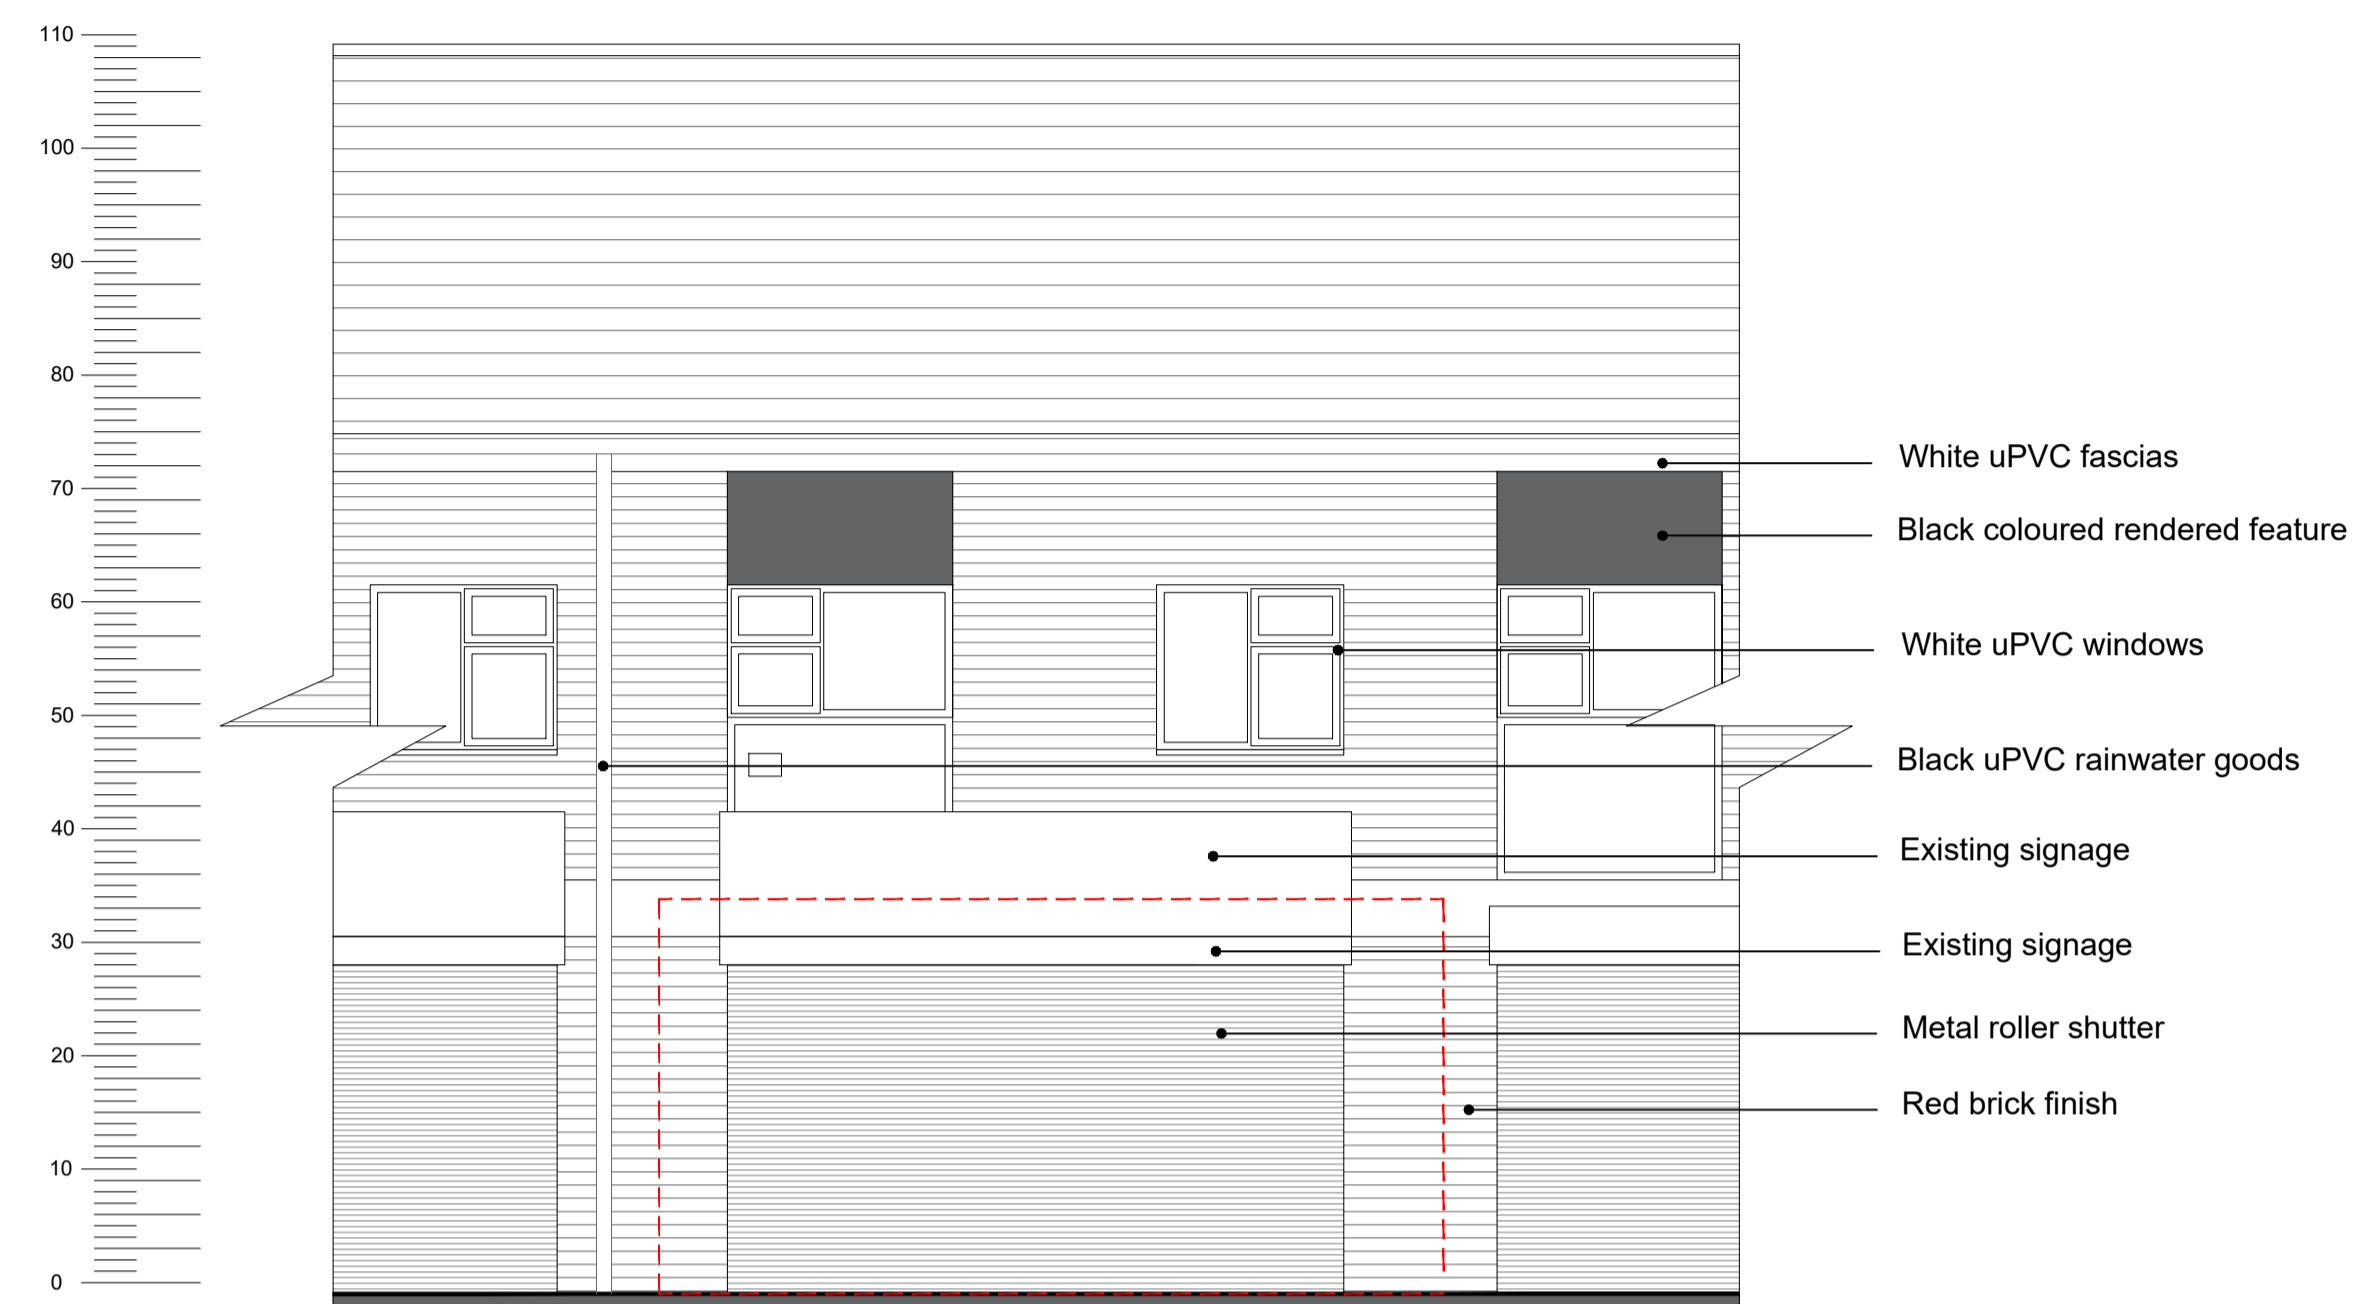 110
100
90
80
70
60
50
40
30
20
10
0
White uPVC fascias
Black coloured rendered feature
White uPVC windows
Black uPVC rainwater goods
Existing signage
Existing signage
Metal roller shutter
Red brick finish